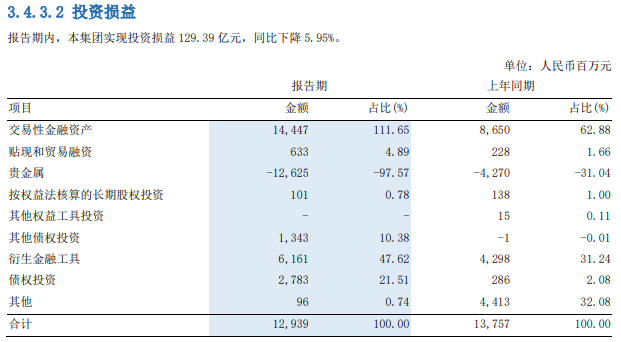 3.4.3.2 投资损益
报告期内，本集团实现投资损益 129.39 亿元，同比下降 5.95%。
单位：人民币百万元
报告期 上年同期
项目 金额 占比(%) 金额 占比(%)
交易性金融资产 14,447 111.65 8,650 62.88
贴现和贸易融资 633 4.89 228 1.66
贵金属 -12,625 -97.57 -4,270 -31.04
按权益法核算的长期股权投资 101 0.78 138 1.00
其他权益工具投资 - - 15 0.11
其他债权投资 1,343 10.38 -1 -0.01
衍生金融工具 6,161 47.62 4,298 31.24
债权投资 2,783 21.51 286 2.08
其他 96 0.74 4,413 32.08
合计 12,939 100.00 13,757 100.00